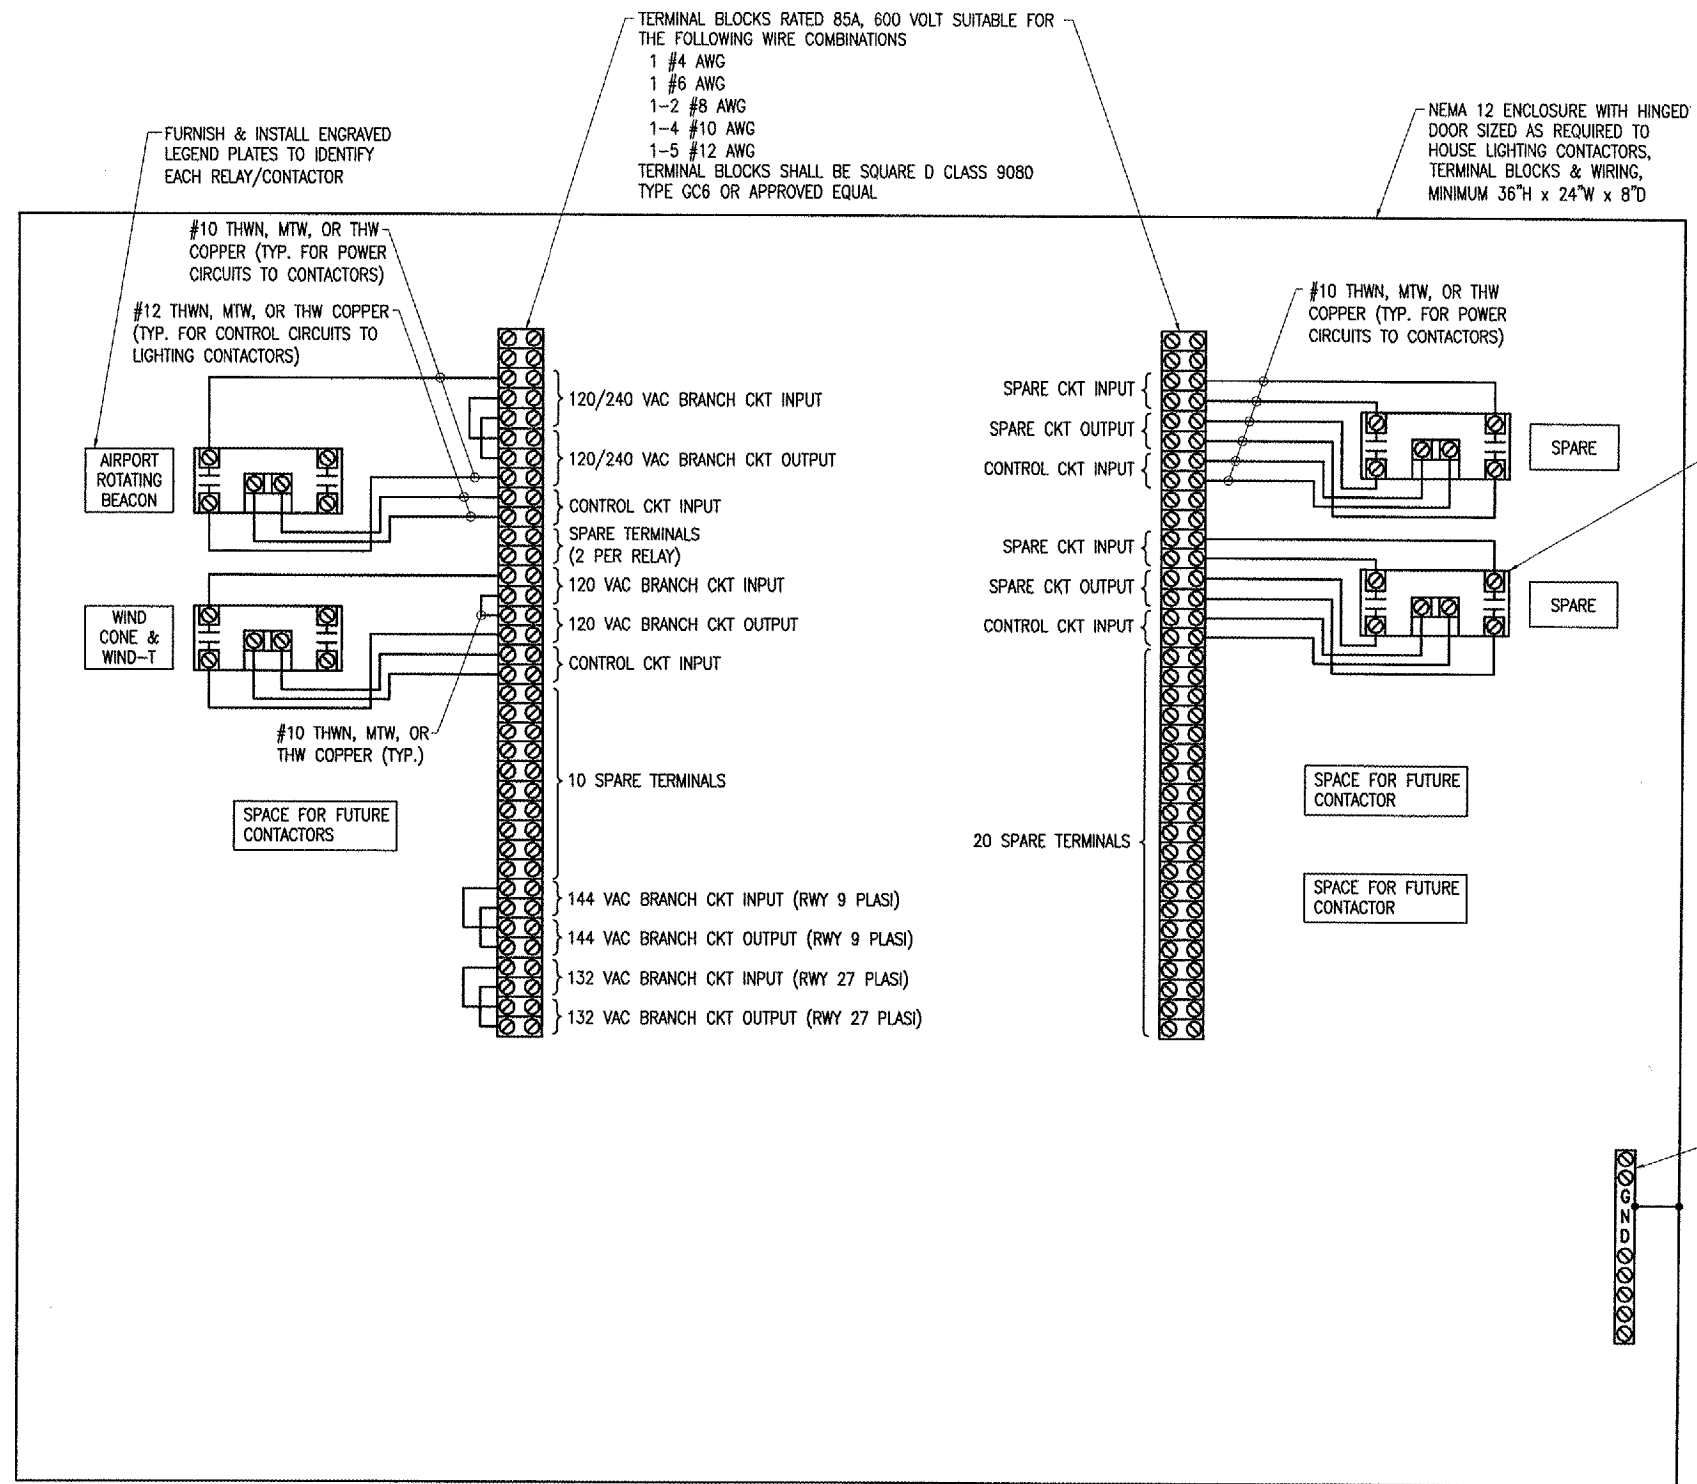 TERMINAL BLOCKS RATED 85A, 600 VOLT SUITABLE FOR
THE FOLLOWING WIRE COMBINATIONS
1 #4 AWG
1 #6 AWG
1-2 #8 AWG
1-4 #10 AWG
1-5 #12 AWG
TERMINAL BLOCKS SHALL BE SQUARE D CLASS 9080
TYPE GC6 OR APPROVED EQUAL
NEMA 12 ENCLOSURE WITH HINGED
DOOR SIZED AS REQUIRED TO
HOUSE LIGHTING CONTACTORS,
TERMINAL BLOCKS & WIRING,
MINIMUM 36"H x 24"W x 8"D
FURNISH & INSTALL ENGRAVED
LEGEND PLATES TO IDENTIFY
EACH RELAY/CONTACTOR
#10 THWN, MTW, OR THW
COPPER (TYP. FOR POWER
CIRCUITS TO CONTACTORS)
#12 THWN, MTW, OR THW COPPER
(TYP. FOR CONTROL CIRCUITS TO
LIGHTING CONTACTORS)
AIRPORT
ROTATING
BEACON
WIND
CONE &
WIND-T
#10 THWN, MTW, OR
THW COPPER (TYP.)
SPACE FOR FUTURE
CONTACTORS
120/240 VAC BRANCH CKT INPUT
120/240 VAC BRANCH CKT OUTPUT
CONTROL CKT INPUT
SPARE TERMINALS
(2 PER RELAY)
120 VAC BRANCH CKT INPUT
120 VAC BRANCH CKT OUTPUT
CONTROL CKT INPUT
10 SPARE TERMINALS
144 VAC BRANCH CKT INPUT (RWY 9 PLASI)
144 VAC BRANCH CKT OUTPUT (RWY 9 PLASI)
132 VAC BRANCH CKT INPUT (RWY 27 PLASI)
132 VAC BRANCH CKT OUTPUT (RWY 27 PLASI)
#10 THWN, MTW, OR THW
COPPER (TYP. FOR POWER
CIRCUITS TO CONTACTORS)
SPARE CKT INPUT
SPARE CKT OUTPUT
CONTROL CKT INPUT
SPARE
SPARE CKT INPUT
SPARE CKT OUTPUT
CONTROL CKT INPUT
SPARE
20 SPARE TERMINALS
SPACE FOR FUTURE
CONTACTOR
SPACE FOR FUTURE
CONTACTOR
GND